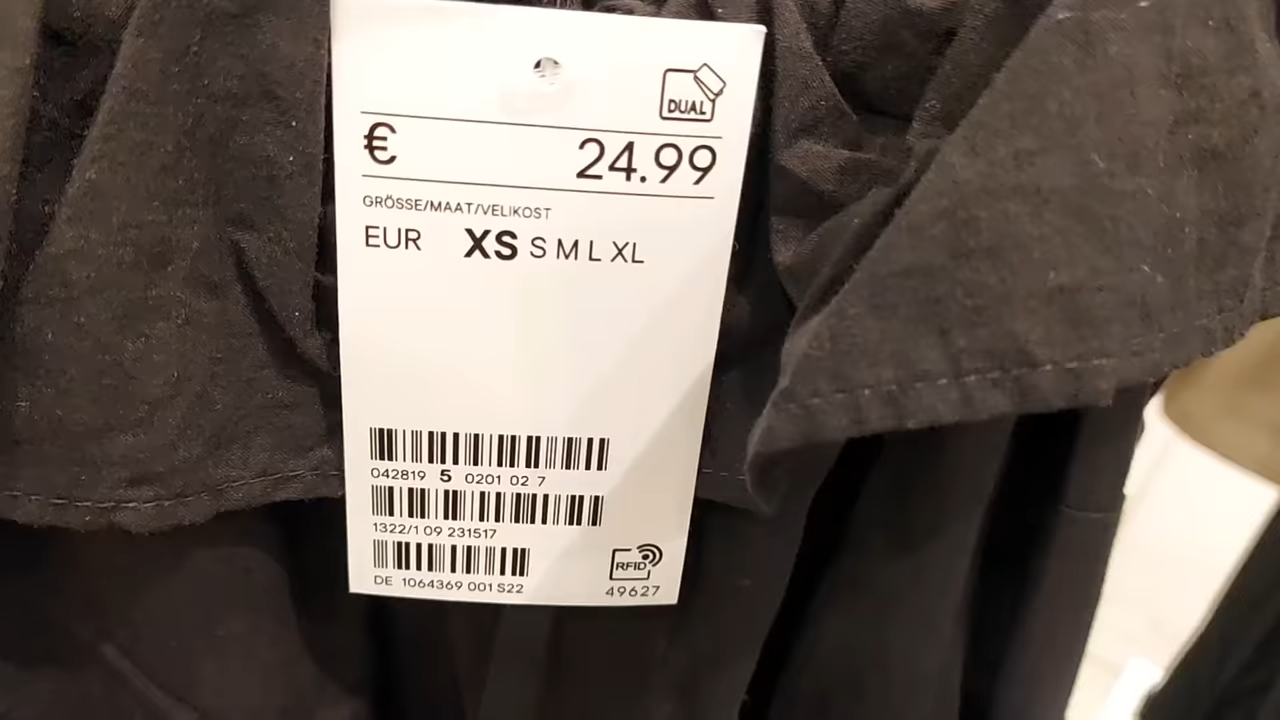 DUAL
€ 24.99
GRÖSSE/MAAT/VELIKOST
EUR XS S M L XL
042819 5 0201 02 7
1322/1 09 231517
RFID
DE 1064369 001 S22
49627